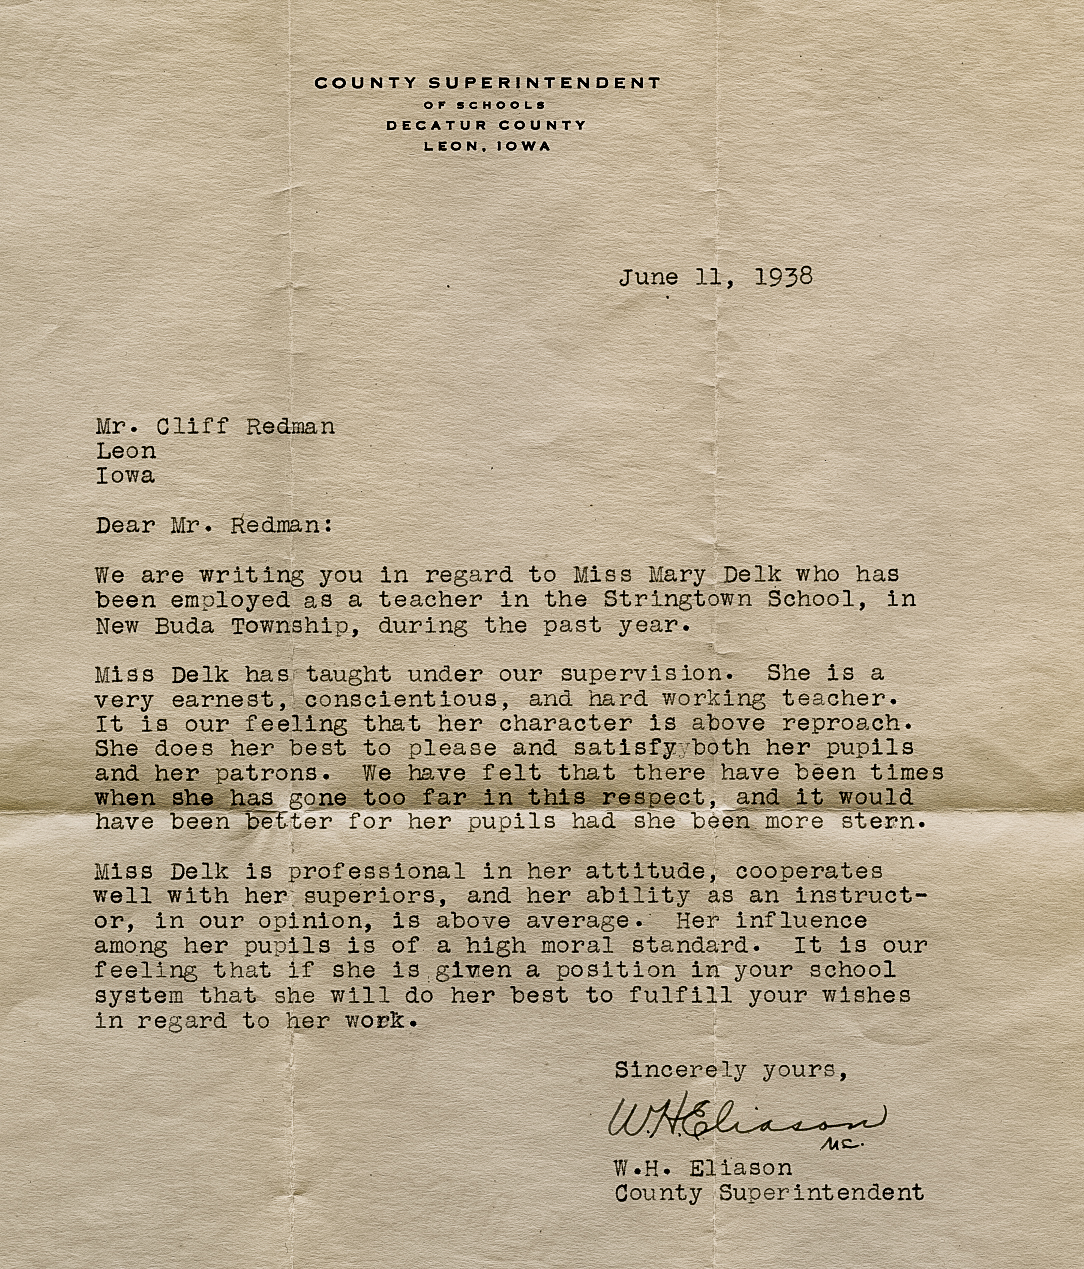 COUNTY SUPERINTENDENT
OF SCHOOLS
DECATUR COUNTY
LEON, IOWA
June 11, 1938
Mr. Cliff Redman
Leon
Iowa
Dear Mr. Redman:
We are writing you in regard to Miss Mary Delk who has
been employed as a teacher in the Stringtown School, in
New Buda Township, during the past year.
Miss Delk has taught under our supervision. She is a
very earnest, conscientious, and hard working teacher.
It is our feeling that her character is above reproach.
She does her best to please and satisfy both her pupils
and her patrons. We have felt that there have been times
when she has gone too far in this respect, and it would
have been better for her pupils had she been more stern.
Miss Delk is professional in her attitude, cooperates
well with her superiors, and her ability as an instruct-
or, in our opinion, is above average. Her influence
among her pupils is of a high moral standard. It is our
feeling that if she is given a position in your school
system that she will do her best to fulfill your wishes
in regard to her work.
Sincerely yours,
W.H. Eliason
MC.
W.H. Eliason
County Superintendent